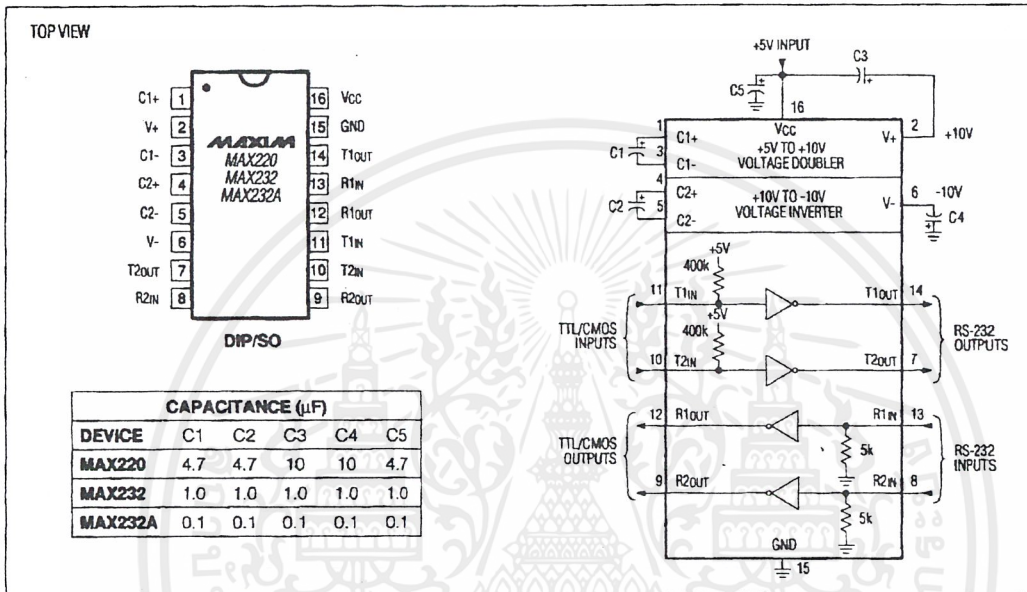 TOP VIEW
C1+ 1
V+ 2
C1- 3
C2+ 4
C2- 5
V- 6
T2OUT 7
R2IN 8
MAXIM
MAX220
MAX232
MAX232A
16 VCC
15 GND
14 T1OUT
13 R1IN
12 R1OUT
11 T1IN
10 T2IN
9 R2OUT
DIP/SO
CAPACITANCE (µF)
DEVICE C1 C2 C3 C4 C5
MAX220 4.7 4.7 10 10 4.7
MAX232 1.0 1.0 1.0 1.0 1.0
MAX232A 0.1 0.1 0.1 0.1 0.1
+5V INPUT
C3
C5
16
VCC
1
C1+
C1
3
C1-
+5V TO +10V
VOLTAGE DOUBLER
V+
2
+10V
4
C2+
C2
5
C2-
+10V TO -10V
VOLTAGE INVERTER
V-
6
-10V
C4
+5V
400k
11 T1IN
T1OUT 14
+5V
400k
TTL/CMOS
INPUTS
RS-232
OUTPUTS
10 T2IN
T2OUT 7
12 R1OUT
R1IN 13
5k
TTL/CMOS
OUTPUTS
RS-232
INPUTS
9 R2OUT
R2IN 8
5k
GND
15